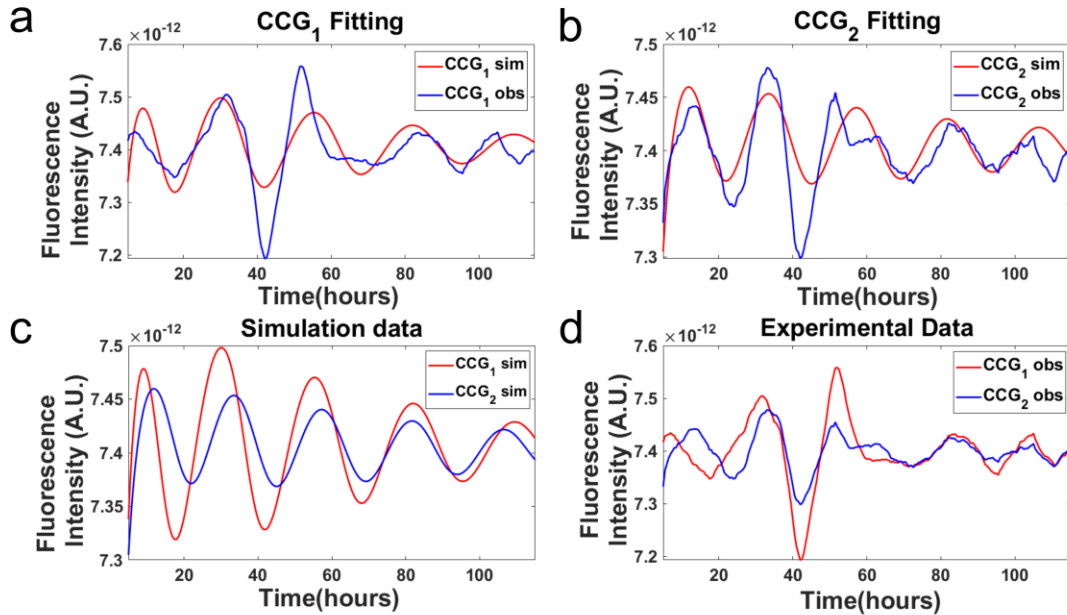 a
CCG₁ Fitting
×10⁻¹²
7.6
7.5
7.4
7.3
7.2
Fluorescence
Intensity (A.U.)
CCG₁ sim
CCG₁ obs
20 40 60 80 100
Time(hours)
b
CCG₂ Fitting
×10⁻¹²
7.5
7.45
7.4
7.35
7.3
Fluorescence
Intensity (A.U.)
CCG₂ sim
CCG₂ obs
20 40 60 80 100
Time(hours)
c
Simulation data
×10⁻¹²
7.5
7.45
7.4
7.35
7.3
Fluorescence
Intensity (A.U.)
CCG₁ sim
CCG₂ sim
20 40 60 80 100
Time(hours)
d
Experimental Data
×10⁻¹²
7.6
7.5
7.4
7.3
7.2
Fluorescence
Intensity (A.U.)
CCG₁ obs
CCG₂ obs
20 40 60 80 100
Time(hours)